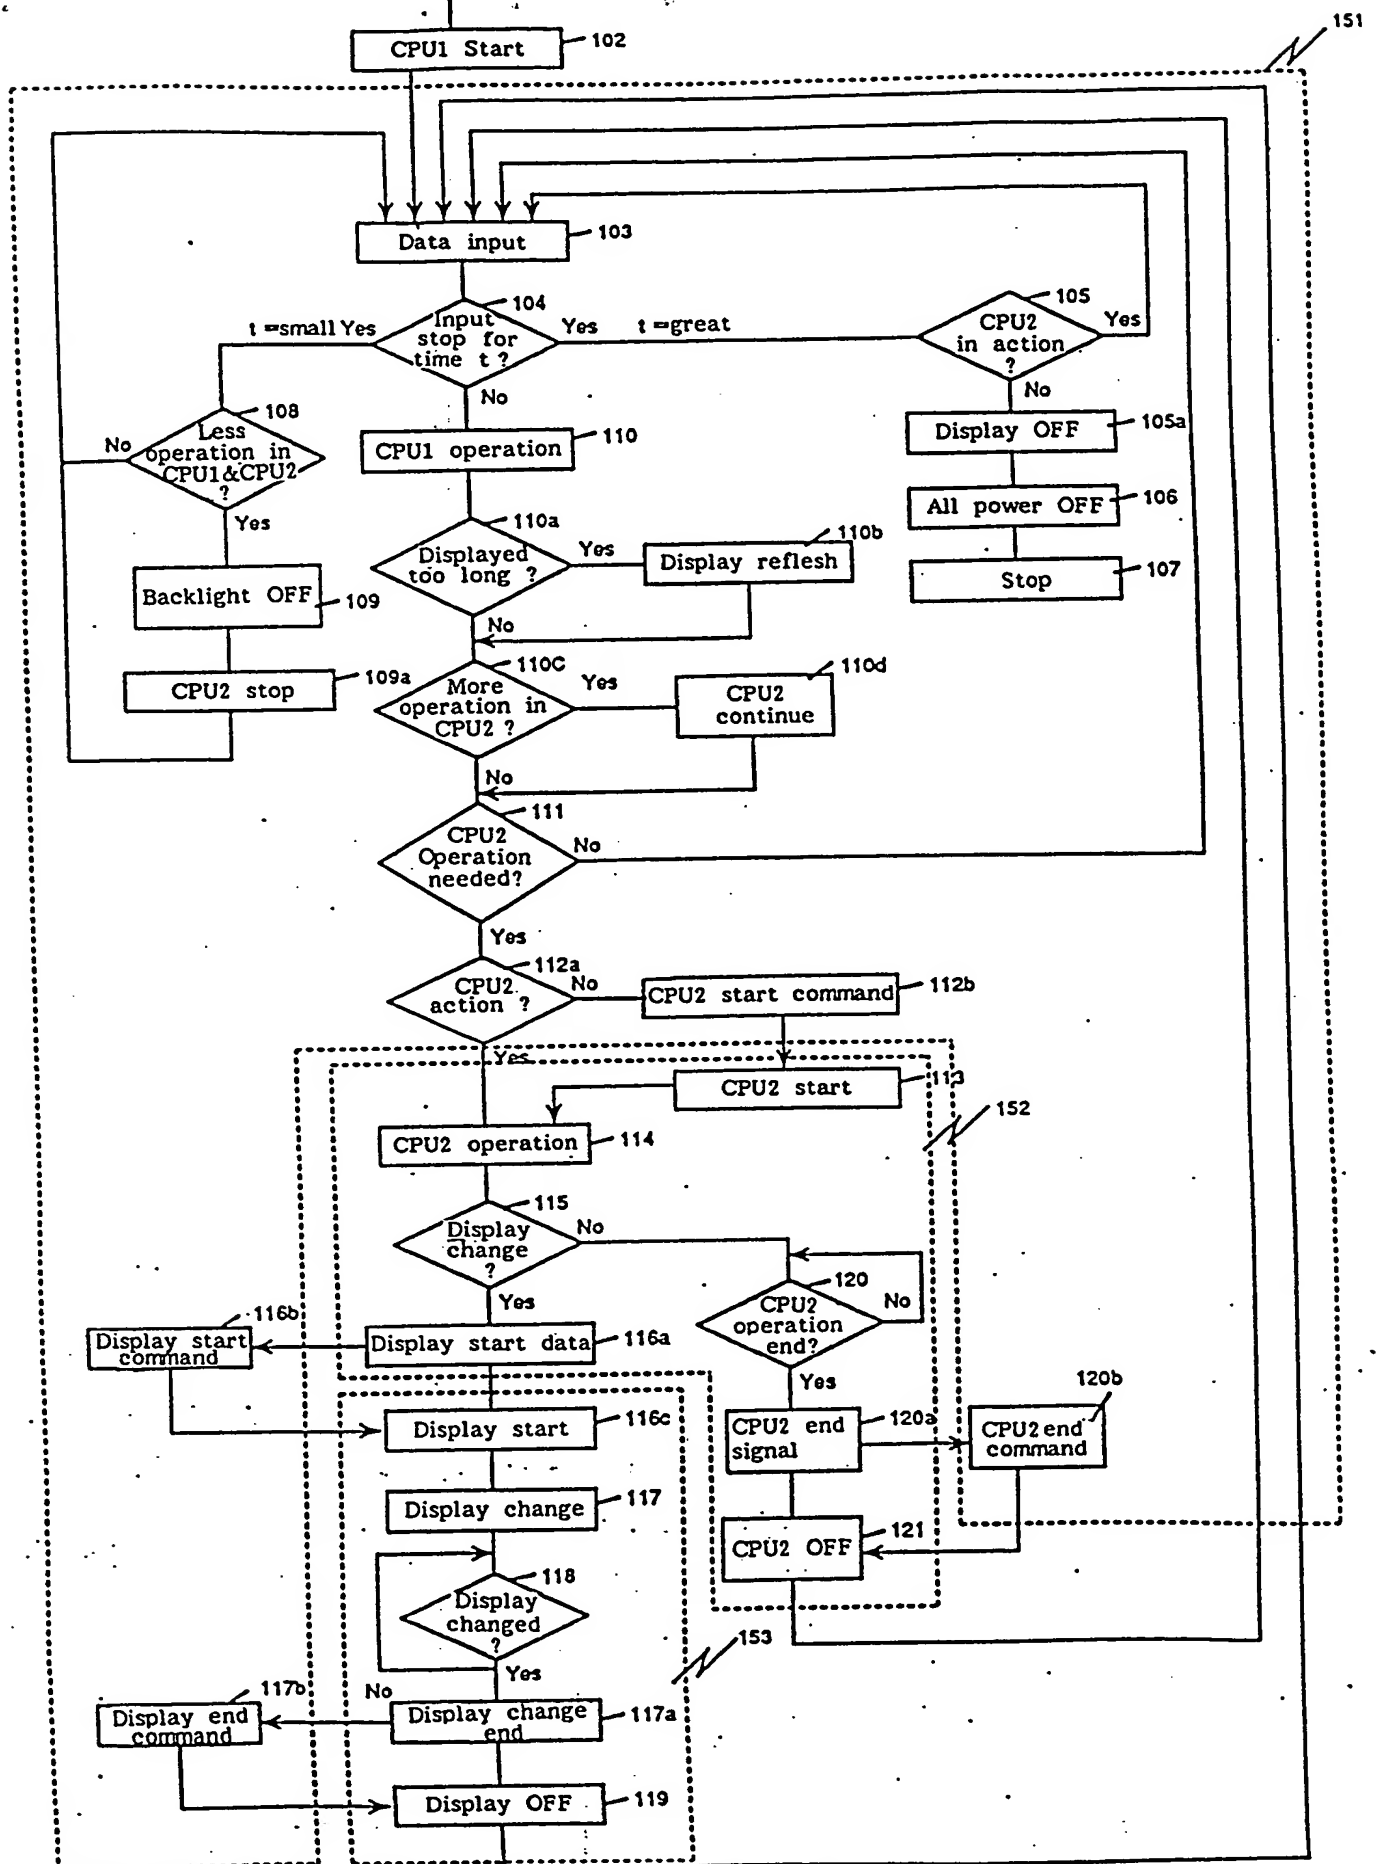 CPU1 Start
102
151
Data input
103
104
Input
stop for
time t ?
t =small Yes
Yes
t =great
No
105
CPU2
in action
?
Yes
No
108
Less
operation in
CPU1&CPU2
?
No
Yes
CPU1 operation
110
Display OFF
105a
All power OFF
106
Stop
107
110a
Displayed
too long ?
Yes
110b
Display reflesh
No
Backlight OFF
109
CPU2 stop
109a
110C
More
operation in
CPU2 ?
Yes
110d
CPU2
continue
No
111
CPU2
Operation
needed?
No
Yes
112a
CPU2
action ?
No
CPU2 start command
112b
Yes
CPU2 start
113
152
CPU2 operation
114
115
Display
change
?
No
Yes
120
CPU2
operation
end?
No
Yes
116b
Display start
command
Display start data
116a
Display start
116c
CPU2 end
signal
120a
120b
CPU2 end
command
Display change
117
CPU2 OFF
121
118
Display
changed
?
Yes
No
153
117b
Display end
command
Display change
end
117a
Display OFF
119